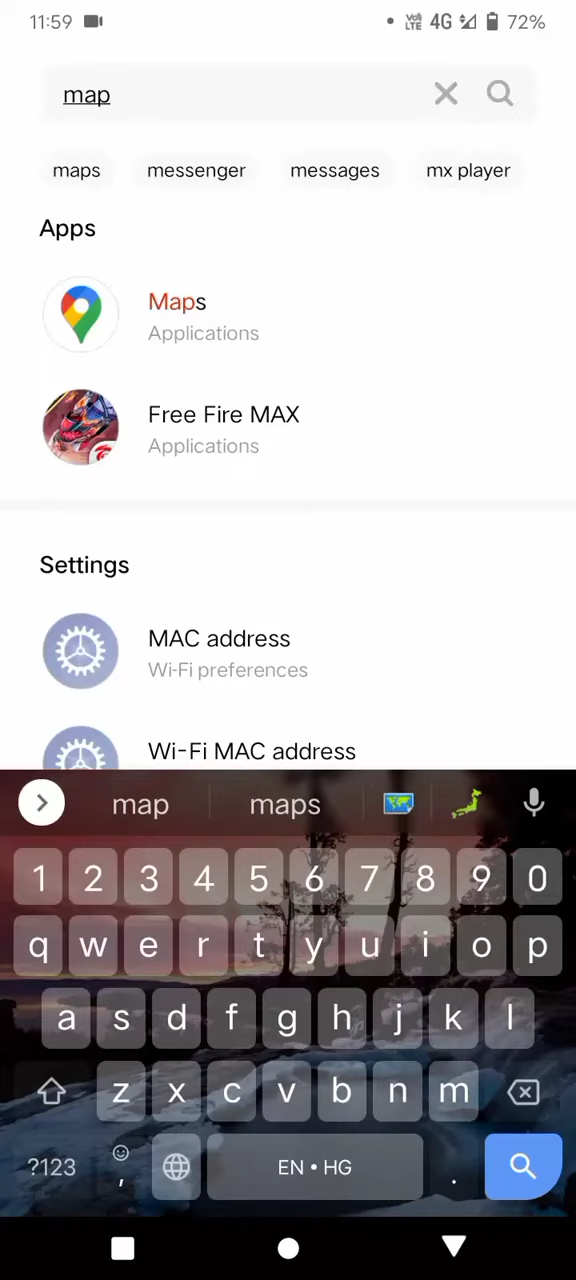 11:59 VoI LTE 4G 72%
map
maps messenger messages mx player
Apps
Maps
Applications
Free Fire MAX
Applications
Settings
MAC address
Wi-Fi preferences
Wi-Fi MAC address
map maps
1 2 3 4 5 6 7 8 9 0
q w e r t y u i o p
a s d f g h j k l
z x c v b n m
?123 , EN • HG .